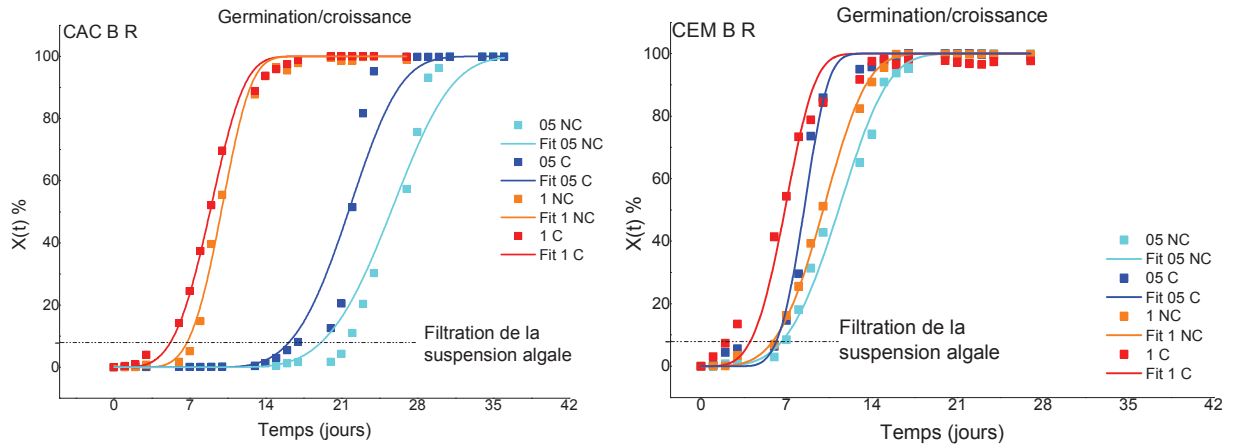 Germination/croissance
CAC B R
100
80
60
40
20
0
X(t) %
05 NC
Fit 05 NC
05 C
Fit 05 C
1 NC
Fit 1 NC
1 C
Fit 1 C
Filtration de la
suspension algale
0 7 14 21 28 35 42
Temps (jours)
Germination/croissance
CEM B R
100
80
60
40
20
0
X(t) %
05 NC
Fit 05 NC
05 C
Fit 05 C
1 NC
Fit 1 NC
1 C
Fit 1 C
Filtration de la
suspension algale
0 7 14 21 28 35 42
Temps (jours)